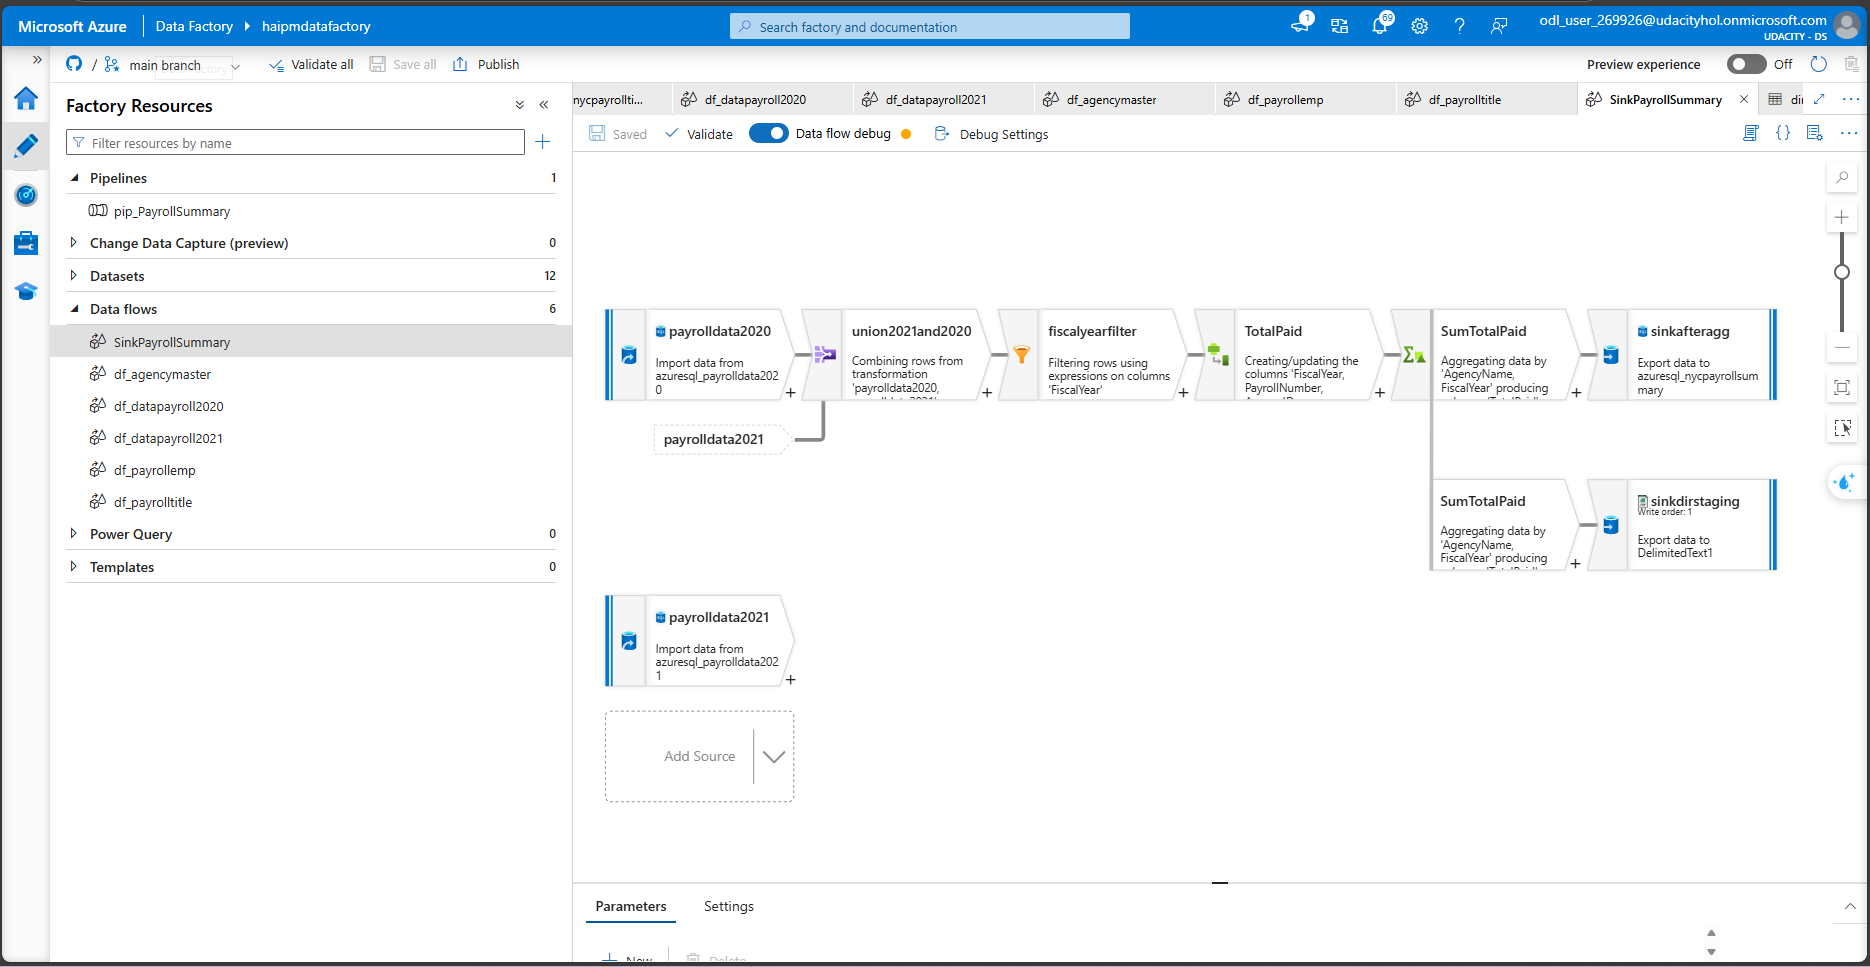 Microsoft Azure
Data Factory
haipmdatafactory
Search factory and documentation
1
69
odl_user_269926@udacityhol.onmicrosoft.com
UDACITY - DS
/
main branch
Validate all
Save all
Publish
Preview experience
Off
Factory Resources
Filter resources by name
Pipelines
1
pip_PayrollSummary
Change Data Capture (preview)
0
Datasets
12
Data flows
6
SinkPayrollSummary
df_agencymaster
df_datapayroll2020
df_datapayroll2021
df_payrollemp
df_payrolltitle
Power Query
0
Templates
0
nycpayrollti...
df_datapayroll2020
df_datapayroll2021
df_agencymaster
df_payrollemp
df_payrolltitle
SinkPayrollSummary
Saved
Validate
Data flow debug
Debug Settings
payrolldata2020
Import data from
azuresql_payrolldata202
0
union2021and2020
Combining rows from
transformation
'payrolldata2020,
fiscalyearfilter
Filtering rows using
expressions on columns
'FiscalYear'
TotalPaid
Creating/updating the
columns 'FiscalYear,
PayrollNumber,
SumTotalPaid
Aggregating data by
'AgencyName,
FiscalYear' producing
sinkafteragg
Export data to
azuresql_nycpayrollsum
mary
payrolldata2021
SumTotalPaid
Aggregating data by
'AgencyName,
FiscalYear' producing
sinkdirstaging
Write order: 1
Export data to
DelimitedText1
payrolldata2021
Import data from
azuresql_payrolldata202
1
Add Source
Parameters
Settings
New
Delete